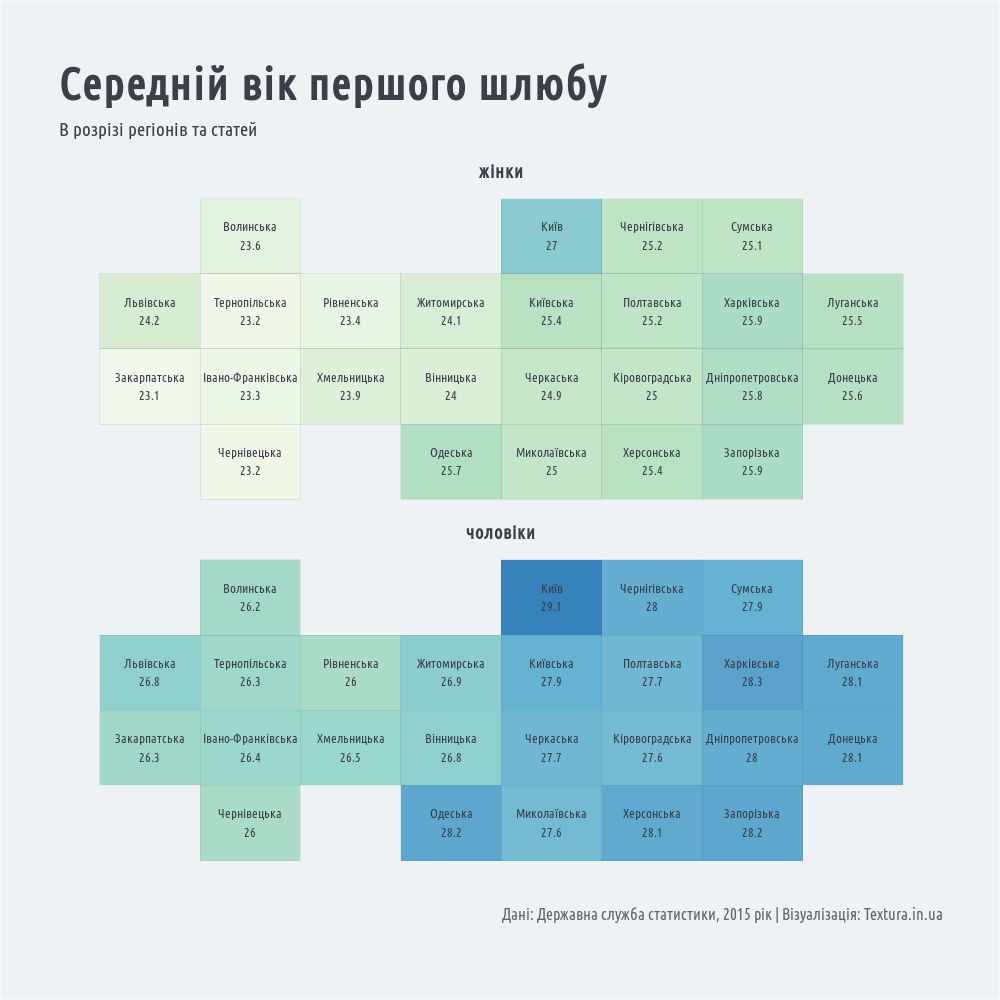 Середній вік першого шлюбу
В розрізі регіонів та статей
жінки
Волинська Київ Чернігівська Сумська
23.6 27 25.2 25.1
Львівська Тернопільська Рівненська Житомирська Київська Полтавська Харківська Луганська
24.2 23.2 23.4 24.1 25.4 25.2 25.9 25.5
Закарпатська Івано-Франківська Хмельницька Вінницька Черкаська Кіровоградська Дніпропетровська Донецька
23.1 23.3 23.9 24 24.9 25 25.8 25.6
Чернівецька Одеська Миколаївська Херсонська Запорізька
23.2 25.7 25 25.4 25.9
чоловіки
Волинська Київ Чернігівська Сумська
26.2 29.1 28 27.9
Львівська Тернопільська Рівненська Житомирська Київська Полтавська Харківська Луганська
26.8 26.3 26 26.9 27.9 27.7 28.3 28.1
Закарпатська Івано-Франківська Хмельницька Вінницька Черкаська Кіровоградська Дніпропетровська Донецька
26.3 26.4 26.5 26.8 27.7 27.6 28 28.1
Чернівецька Одеська Миколаївська Херсонська Запорізька
26 28.2 27.6 28.1 28.2
Дані: Державна служба статистики, 2015 рік | Візуалізація: Textura.in.ua